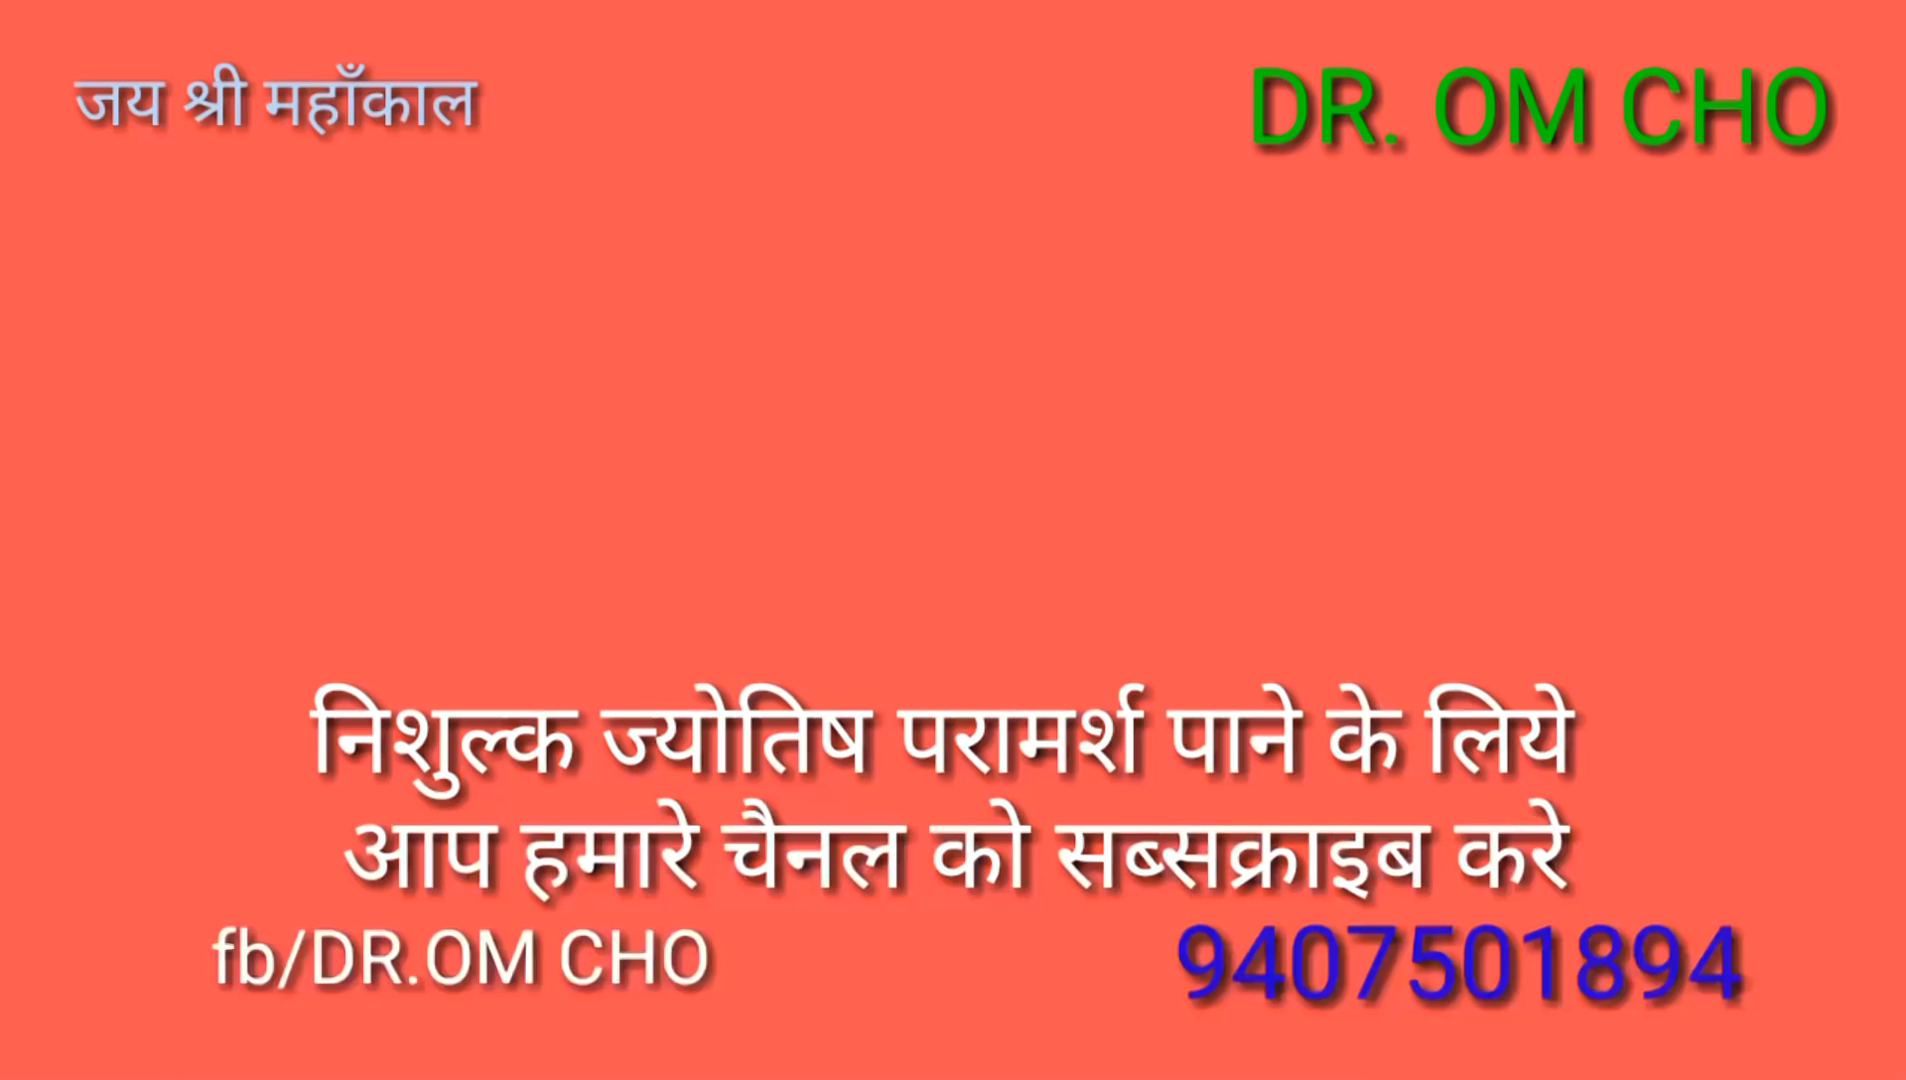 जय श्री महाँकाल
DR. OM CHO
निशुल्क ज्योतिष परामर्श पाने के लिये
आप हमारे चैनल को सब्सक्राइब करे
fb/DR.OM CHO
9407501894